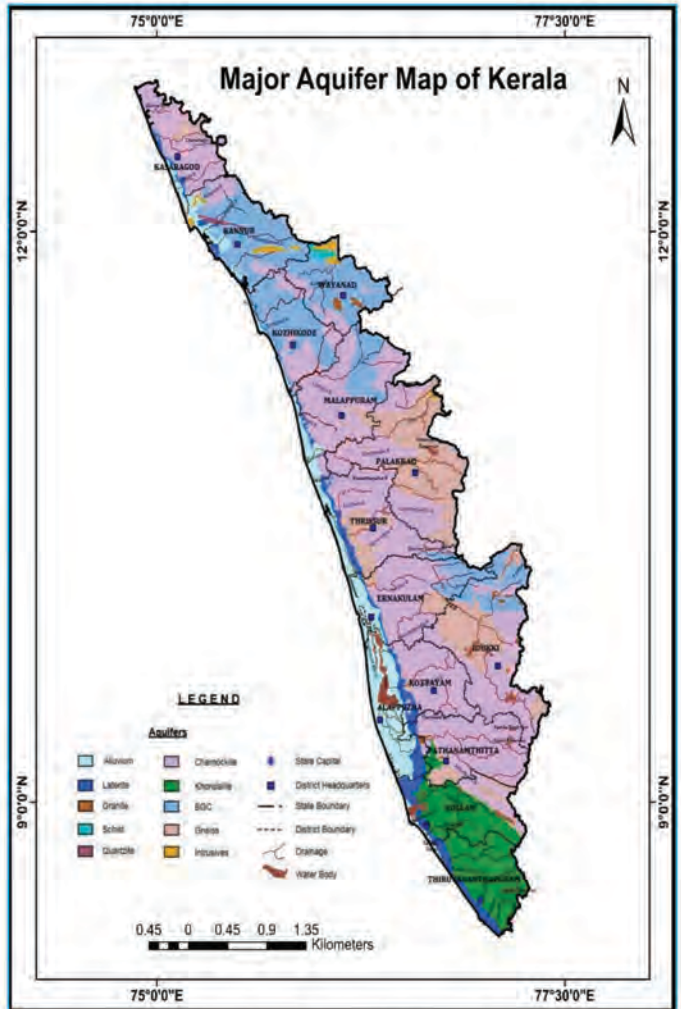 75°0'0"E 77°30'0"E
Major Aquifer Map of Kerala
N
12°0'0"N 12°0'0"N
KASARAGOD
KANNUR
WAYANAD
KOZHIKODE
MALAPPURAM
PALAKKAD
THRISSUR
ERNAKULAM
IDUKKI
KOTTAYAM
ALAPPUZHA
PATHANAMTHITTA
9°0'0"N 9°0'0"N
KOLLAM
THIRUVANANTHAPURAM
LEGEND
Aquifers
Alluvium Charnockite State Capital
Laterite Khondalite District Headquarters
Granite BGC State Boundary
Schist Gneiss District Boundary
Quartzite Intrusives Drainage
Water Body
0.45 0 0.45 0.9 1.35
Kilometers
75°0'0"E 77°30'0"E